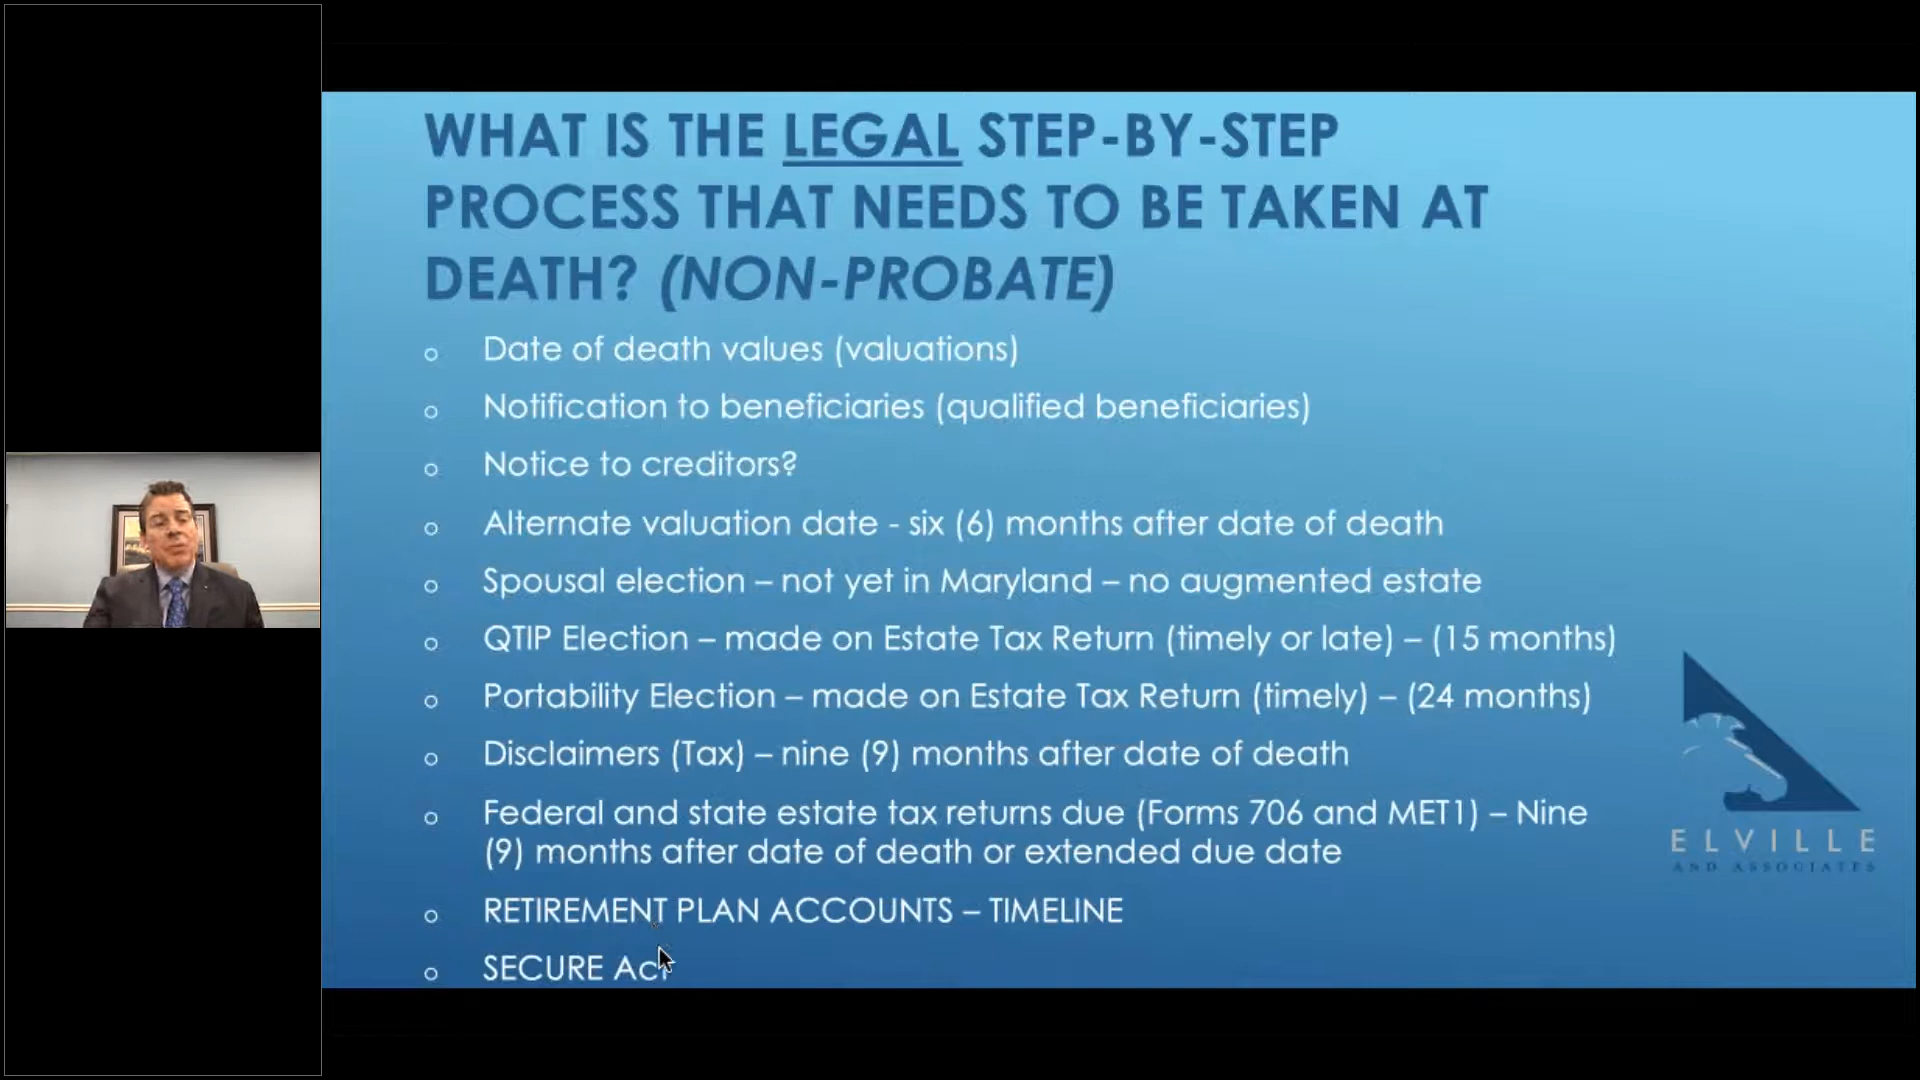 WHAT IS THE LEGAL STEP-BY-STEP
PROCESS THAT NEEDS TO BE TAKEN AT
DEATH? (NON-PROBATE)
o Date of death values (valuations)
o Notification to beneficiaries (qualified beneficiaries)
o Notice to creditors?
o Alternate valuation date - six (6) months after date of death
o Spousal election – not yet in Maryland – no augmented estate
o QTIP Election – made on Estate Tax Return (timely or late) – (15 months)
o Portability Election – made on Estate Tax Return (timely) – (24 months)
o Disclaimers (Tax) – nine (9) months after date of death
o Federal and state estate tax returns due (Forms 706 and MET1) – Nine
(9) months after date of death or extended due date
o RETIREMENT PLAN ACCOUNTS – TIMELINE
o SECURE Act
ELVILLE
AND ASSOCIATES